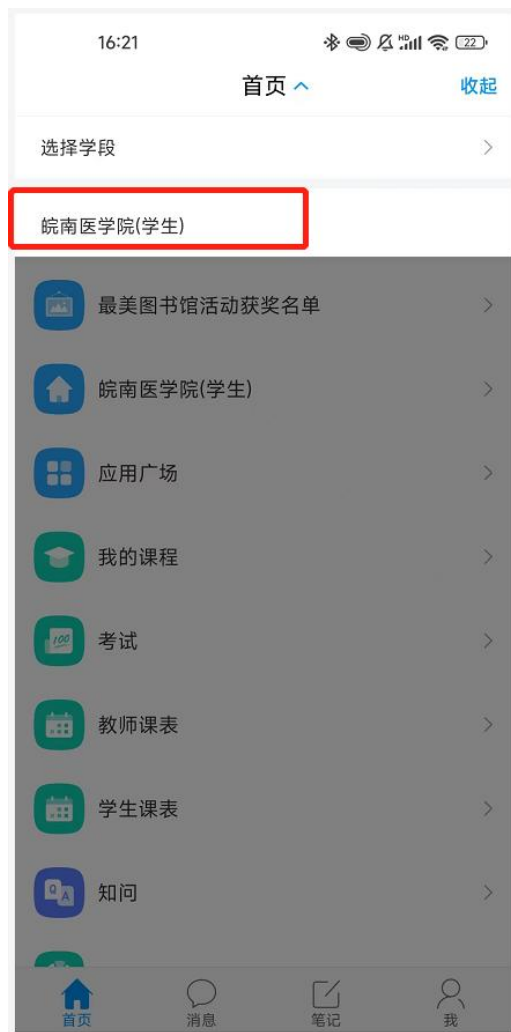 16:21 HD 22
首页 收起
选择学段
皖南医学院(学生)
最美图书馆活动获奖名单
皖南医学院(学生)
应用广场
我的课程
100
考试
教师课表
学生课表
Q A
知问
首页 消息 笔记 我